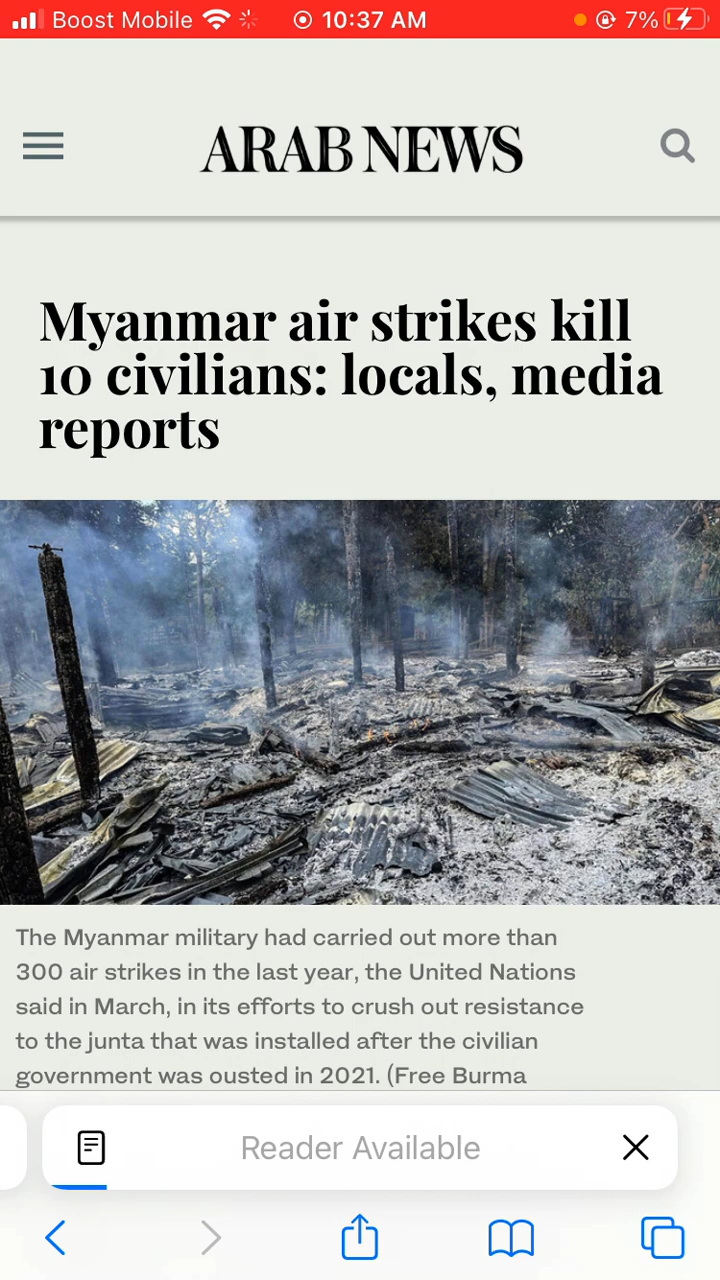 Boost Mobile 10:37 AM 7%
ARAB NEWS
Myanmar air strikes kill
10 civilians: locals, media
reports
The Myanmar military had carried out more than
300 air strikes in the last year, the United Nations
said in March, in its efforts to crush out resistance
to the junta that was installed after the civilian
government was ousted in 2021. (Free Burma
Reader Available